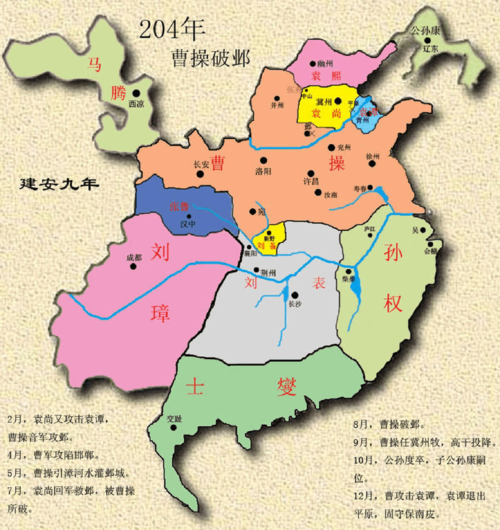 204年
曹操破邺
公孙康
辽东
马
腾
西凉
幽州
袁熙
中山
冀州
平原
袁尚
青州
并州
邺
兖州
长安
曹
洛阳
操
徐州
许昌
建安九年
汝南
寿春
张鲁
汉中
宛
新野
刘备
襄阳
庐江
吴
会稽
刘
璋
成都
荆州
柴桑
孙
权
刘
表
长沙
士
燮
交趾
2月，袁尚又攻击袁谭，
曹操音军攻邺。
4月，曹军攻陷邯郸。
5月，曹操引漳河水灌邺城。
7月，袁尚回军救邺，被曹操
所破。
8月，曹操破邺。
9月，曹操任冀州牧，高干投降。
10月，公孙度卒，子公孙康嗣
位。
12月，曹攻击袁谭，袁谭退出
平原，固守保南皮。